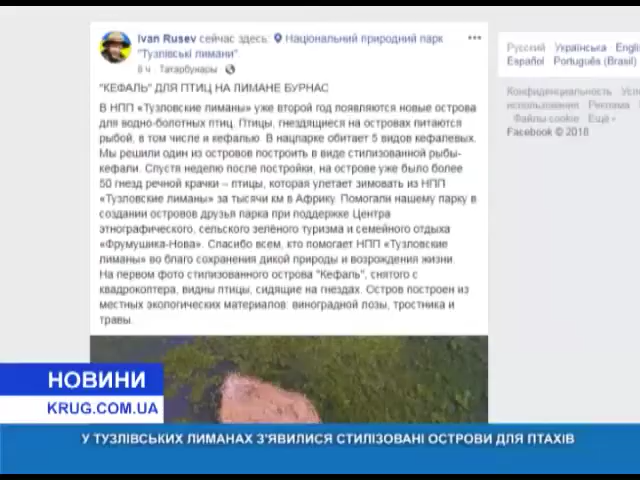 Ivan Rusev сейчас здесь: Національний природний парк
"Тузлівські лимани".
8 ч · Татарбунары ·
"КЕФАЛЬ" ДЛЯ ПТИЦ НА ЛИМАНЕ БУРНАС
В НПП «Тузловские лиманы» уже второй год появляются новые острова
для водно-болотных птиц. Птицы, гнездящиеся на островах питаются
рыбой, в том числе и кефалью. В нацпарке обитает 5 видов кефалевых.
Мы решили один из островов построить в виде стилизованной рыбы-
кефали. Спустя неделю после постройки, на острове уже было более
50 гнезд речной крачки – птицы, которая улетает зимовать из НПП
«Тузловские лиманы» за тысячи км в Африку. Помогали нашему парку в
создании островов друзья парка при поддержке Центра
этнографического, сельского зелёного туризма и семейного отдыха
«Фрумушика-Нова». Спасибо всем, кто помогает НПП «Тузловские
лиманы» во благо сохранения дикой природы и возрождения жизни.
На первом фото стилизованного острова "Кефаль", снятого с
квадрокоптера, видны птицы, сидящие на гнездах. Остров построен из
местных экологических материалов: виноградной лозы, тростника и
травы.
Русский · Українська · English
Español · Português (Brasil)
Конфиденциальность · Усло
использования · Реклама
Файлы cookie · Ещё
Facebook © 2018
НОВИНИ
KRUG.COM.UA
У ТУЗЛІВСЬКИХ ЛИМАНАХ З'ЯВИЛИСЯ СТИЛІЗОВАНІ ОСТРОВИ ДЛЯ ПТАХІВ